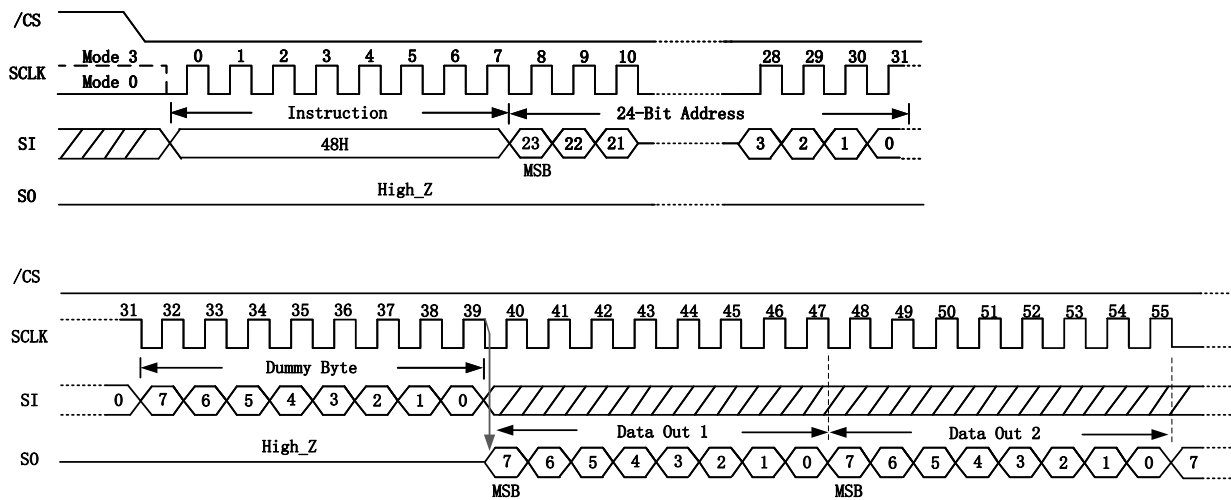 /CS
Mode 3 0 1 2 3 4 5 6 7 8 9 10 28 29 30 31
SCLK
Mode 0
Instruction 24-Bit Address
SI 48H 23 22 21 3 2 1 0
MSB
High_Z
SO
/CS
31 32 33 34 35 36 37 38 39 40 41 42 43 44 45 46 47 48 49 50 51 52 53 54 55
SCLK
Dummy Byte
SI 0 7 6 5 4 3 2 1 0
Data Out 1 Data Out 2
High_Z
SO 7 6 5 4 3 2 1 0 7 6 5 4 3 2 1 0 7
MSB MSB